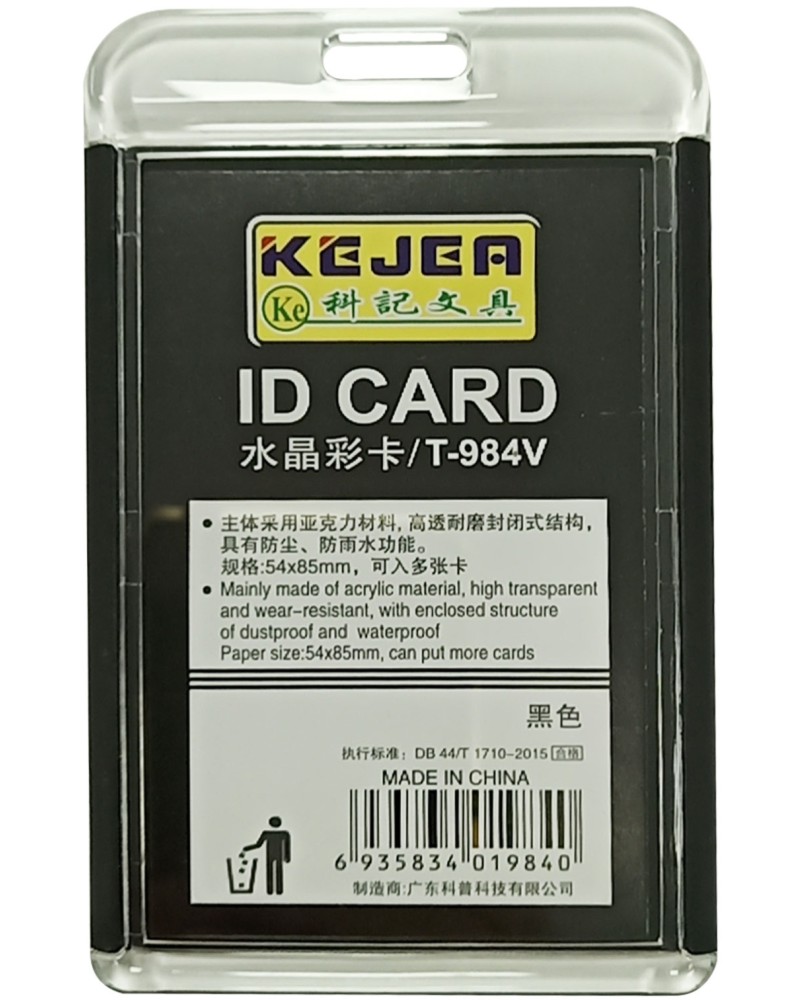 KEJEA
Ke 科記文具
ID CARD
水晶彩卡/T-984V
• 主体采用亚克力材料, 高透耐磨封闭式结构,
具有防尘、防雨水功能。
规格:54x85mm, 可入多张卡
• Mainly made of acrylic material, high transparent
and wear-resistant, with enclosed structure
of dustproof and waterproof
Paper size:54x85mm, can put more cards
黑色
执行标准: DB 44/T 1710-2015 合格
MADE IN CHINA
6 935834 019840
制造商:广东科普科技有限公司